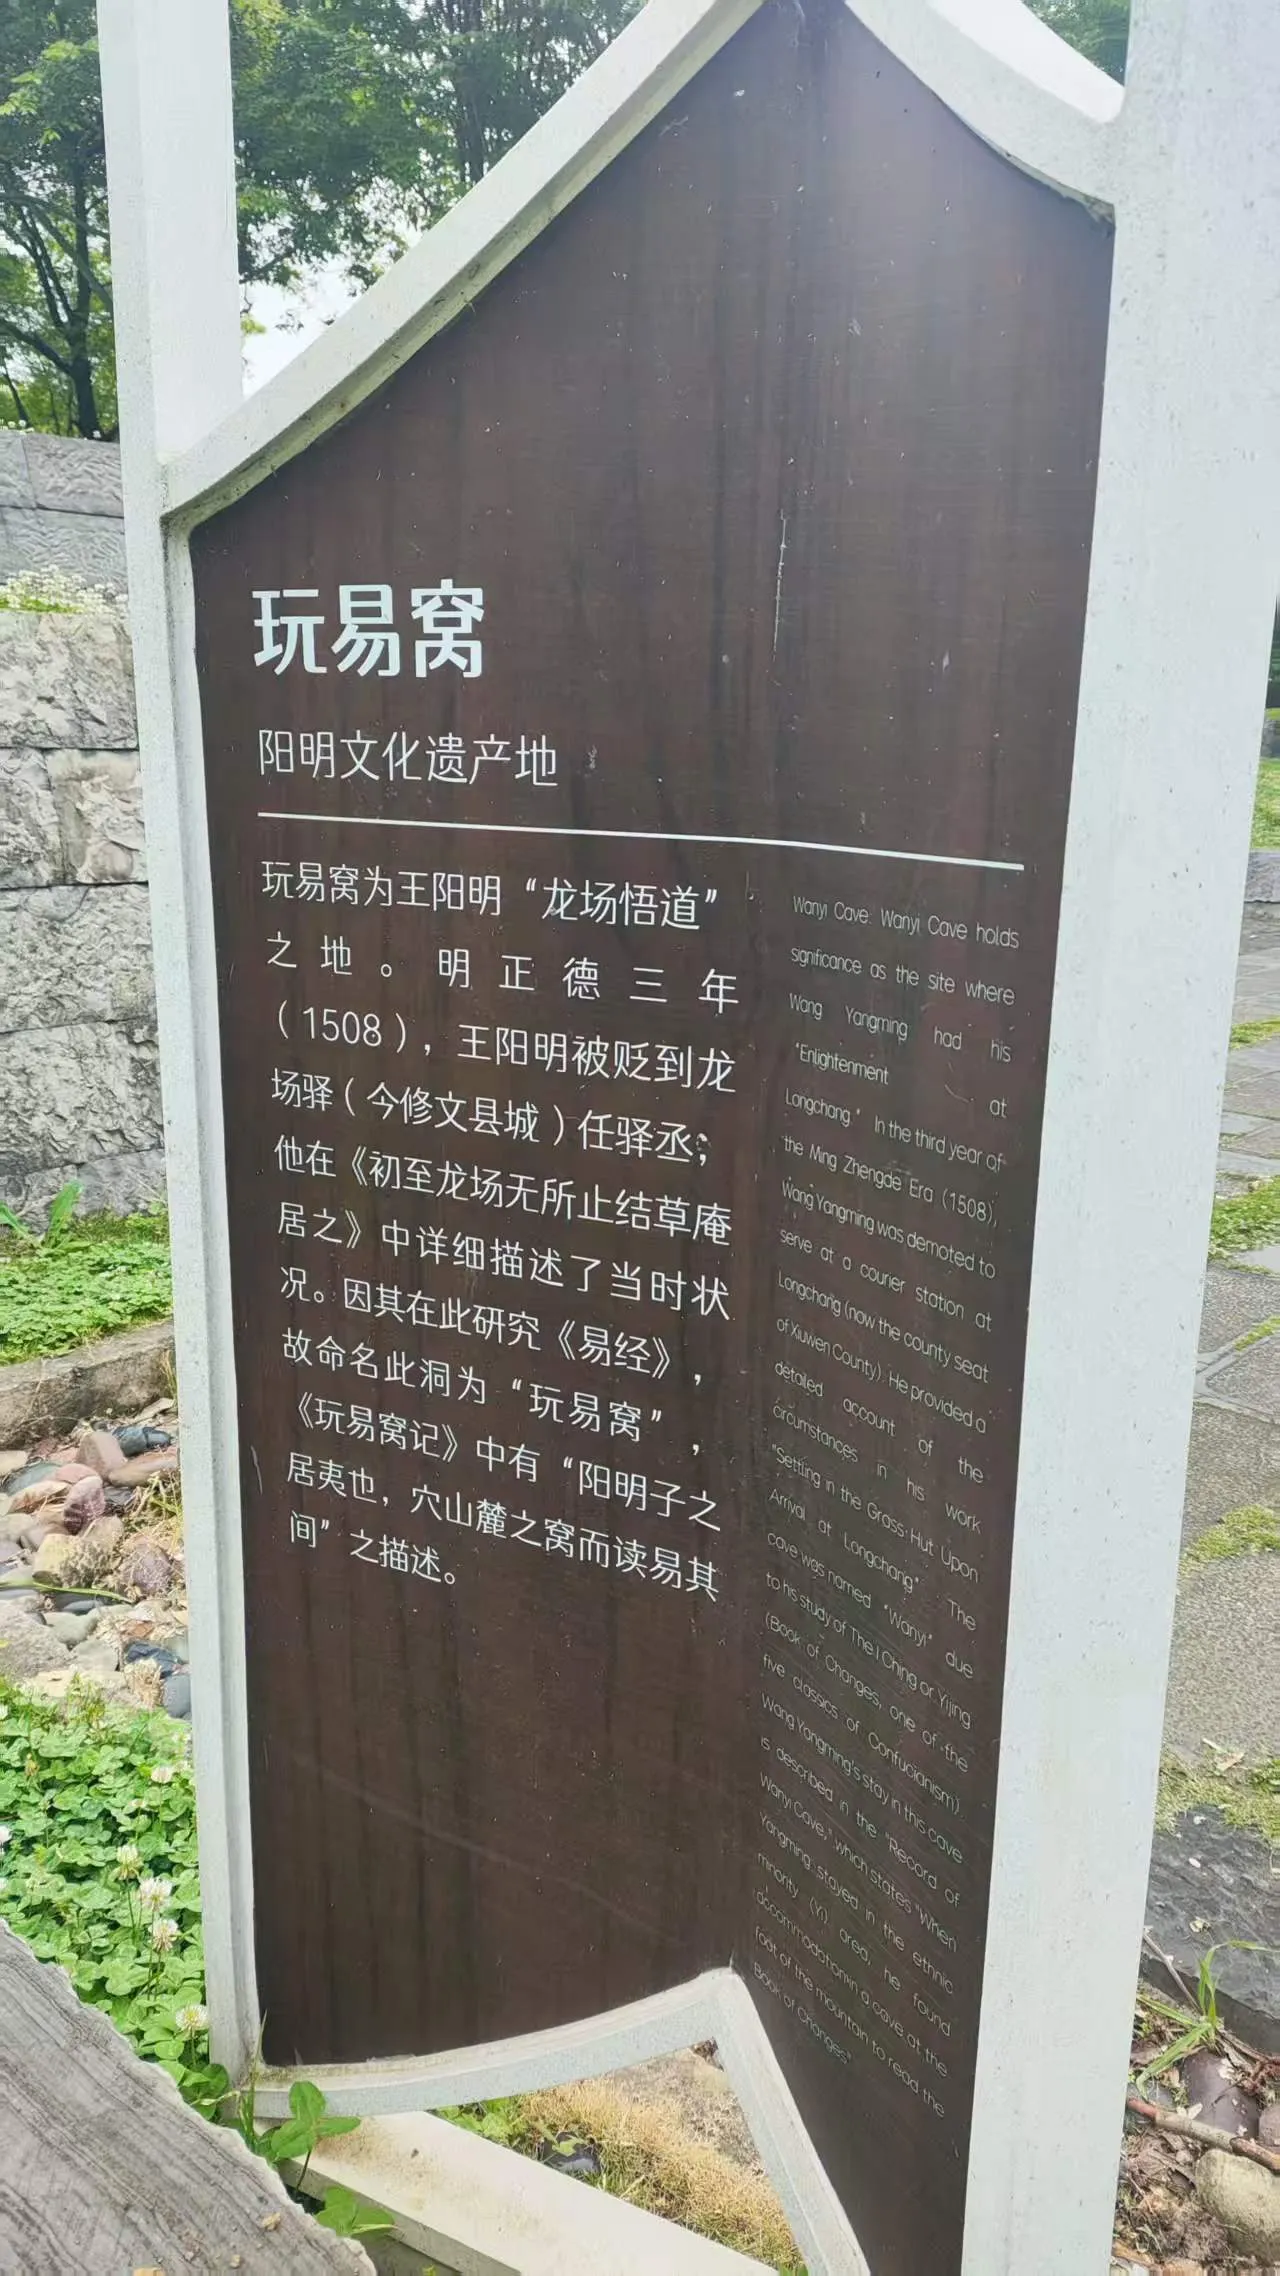 玩易窝
阳明文化遗产地
玩易窝为王阳明“龙场悟道”
之地。明正德三年
（1508），王阳明被贬到龙
场驿（今修文县城）任驿丞；
他在《初至龙场无所止结草庵
居之》中详细描述了当时状
况。因其在此研究《易经》，
故命名此洞为“玩易窝”，
《玩易窝记》中有“阳明子之
居夷也，穴山麓之窝而读易其
间”之描述。
Wanyi Cave: Wanyi Cave holds
significance as the site where
Wang Yangming had his
"Enlightenment at
Longchang." In the third year of
the Ming Zhengde Era (1508),
Wang Yangming was demoted to
serve at a courier station at
Longchang (now the county seat
of Xiuwen County). He provided a
detailed account of the
circumstances in his work
"Settling in the Grass Hut Upon
Arrival at Longchang". The
cave was named "Wanyi" due
to his study of The I Ching or Yijing
(Book of Changes, one of the
five classics of Confucianism).
Wang Yangming's stay in this cave
is described in the "Record of
Wanyi Cave," which states "When
Yangming stayed in the ethnic
minority (Yi) area, he found
accommodation in a cave at the
foot of the mountain to read the
Book of Changes"